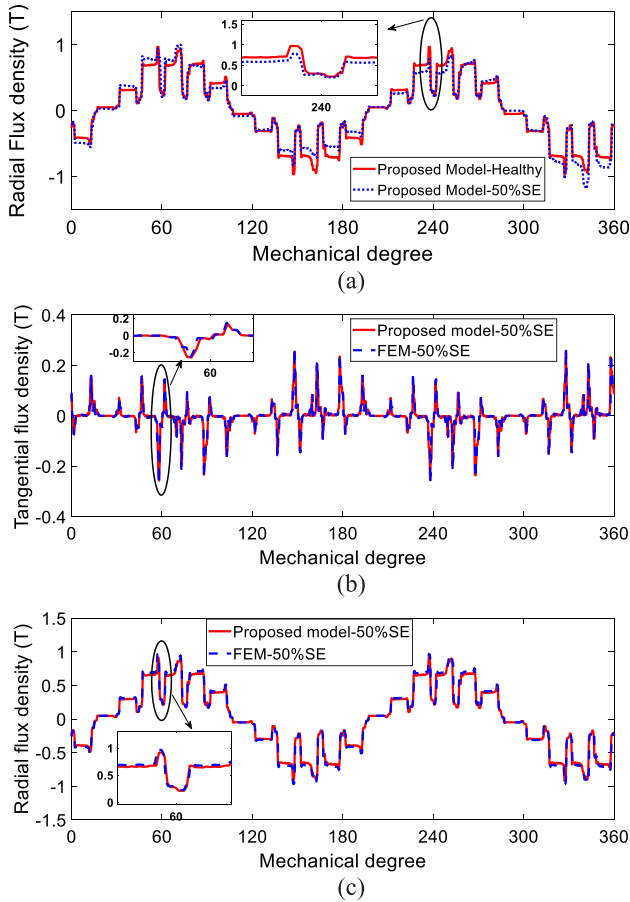 Radial Flux density (T)
1
0
-1
1.5
1
0.5
0
240
Proposed Model-Healthy
Proposed Model-50%SE
0 60 120 180 240 300 360
Mechanical degree
(a)
Tangential flux density (T)
0.4
0.2
0
-0.2
-0.4
0.2
0
-0.2
60
Proposed model-50%SE
FEM-50%SE
0 60 120 180 240 300 360
Mechanical degree
(b)
Radial flux density (T)
1.5
1
0.5
0
-0.5
-1
-1.5
Proposed model-50%SE
FEM-50%SE
1
0.5
0
60
0 60 120 180 240 300 360
Mechanical degree
(c)